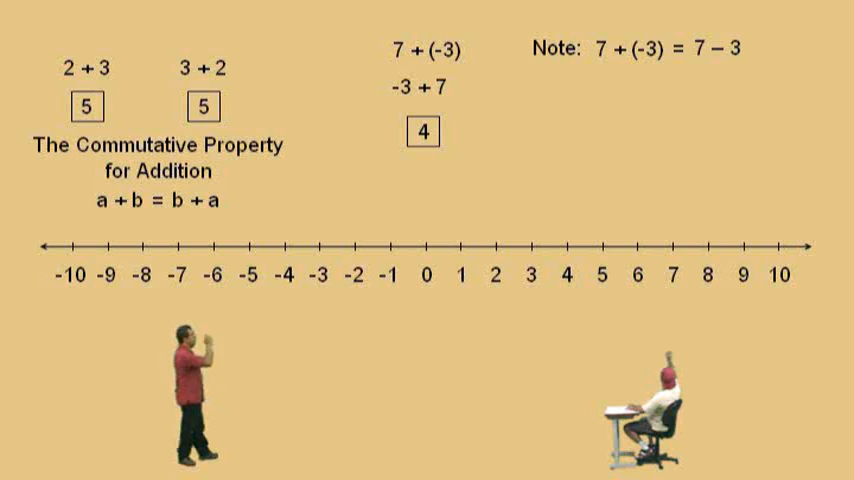 2 + 3
3 + 2
5
5
The Commutative Property
for Addition
a + b = b + a
7 + (-3)
-3 + 7
4
Note: 7 + (-3) = 7 – 3
-10 -9 -8 -7 -6 -5 -4 -3 -2 -1 0 1 2 3 4 5 6 7 8 9 10